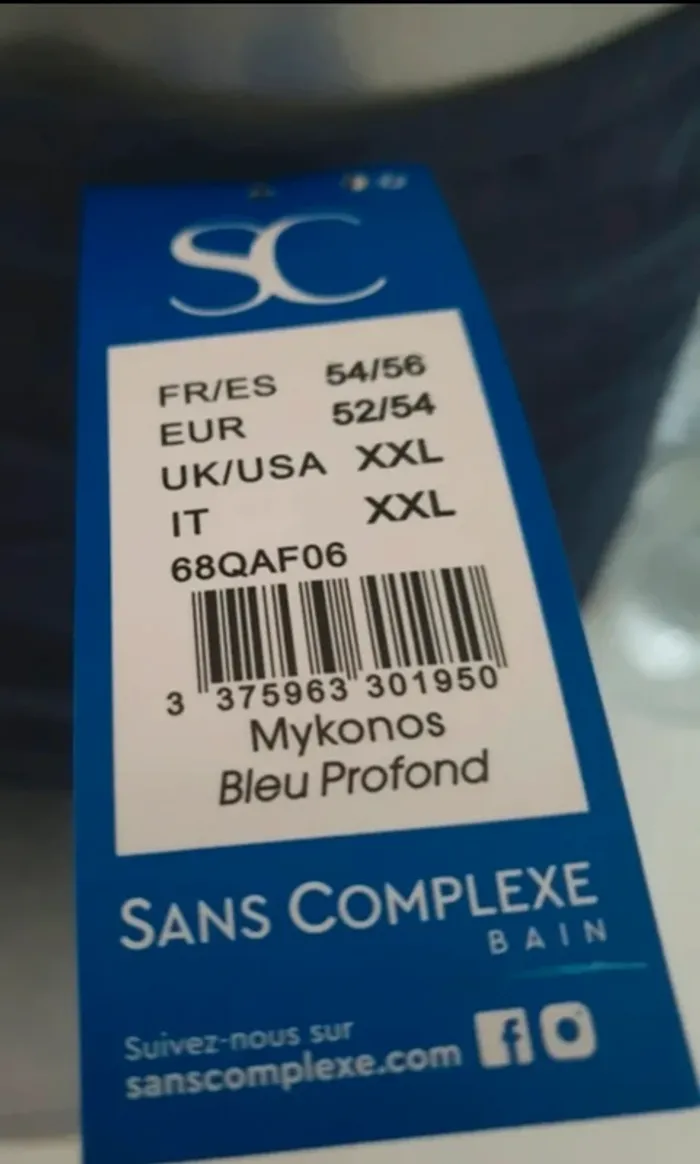 SC
FR/ES 54/56
EUR 52/54
UK/USA XXL
IT XXL
68QAF06
3 375963 301950
Mykonos
Bleu Profond
SANS COMPLEXE
BAIN
Suivez-nous sur
sanscomplexe.com